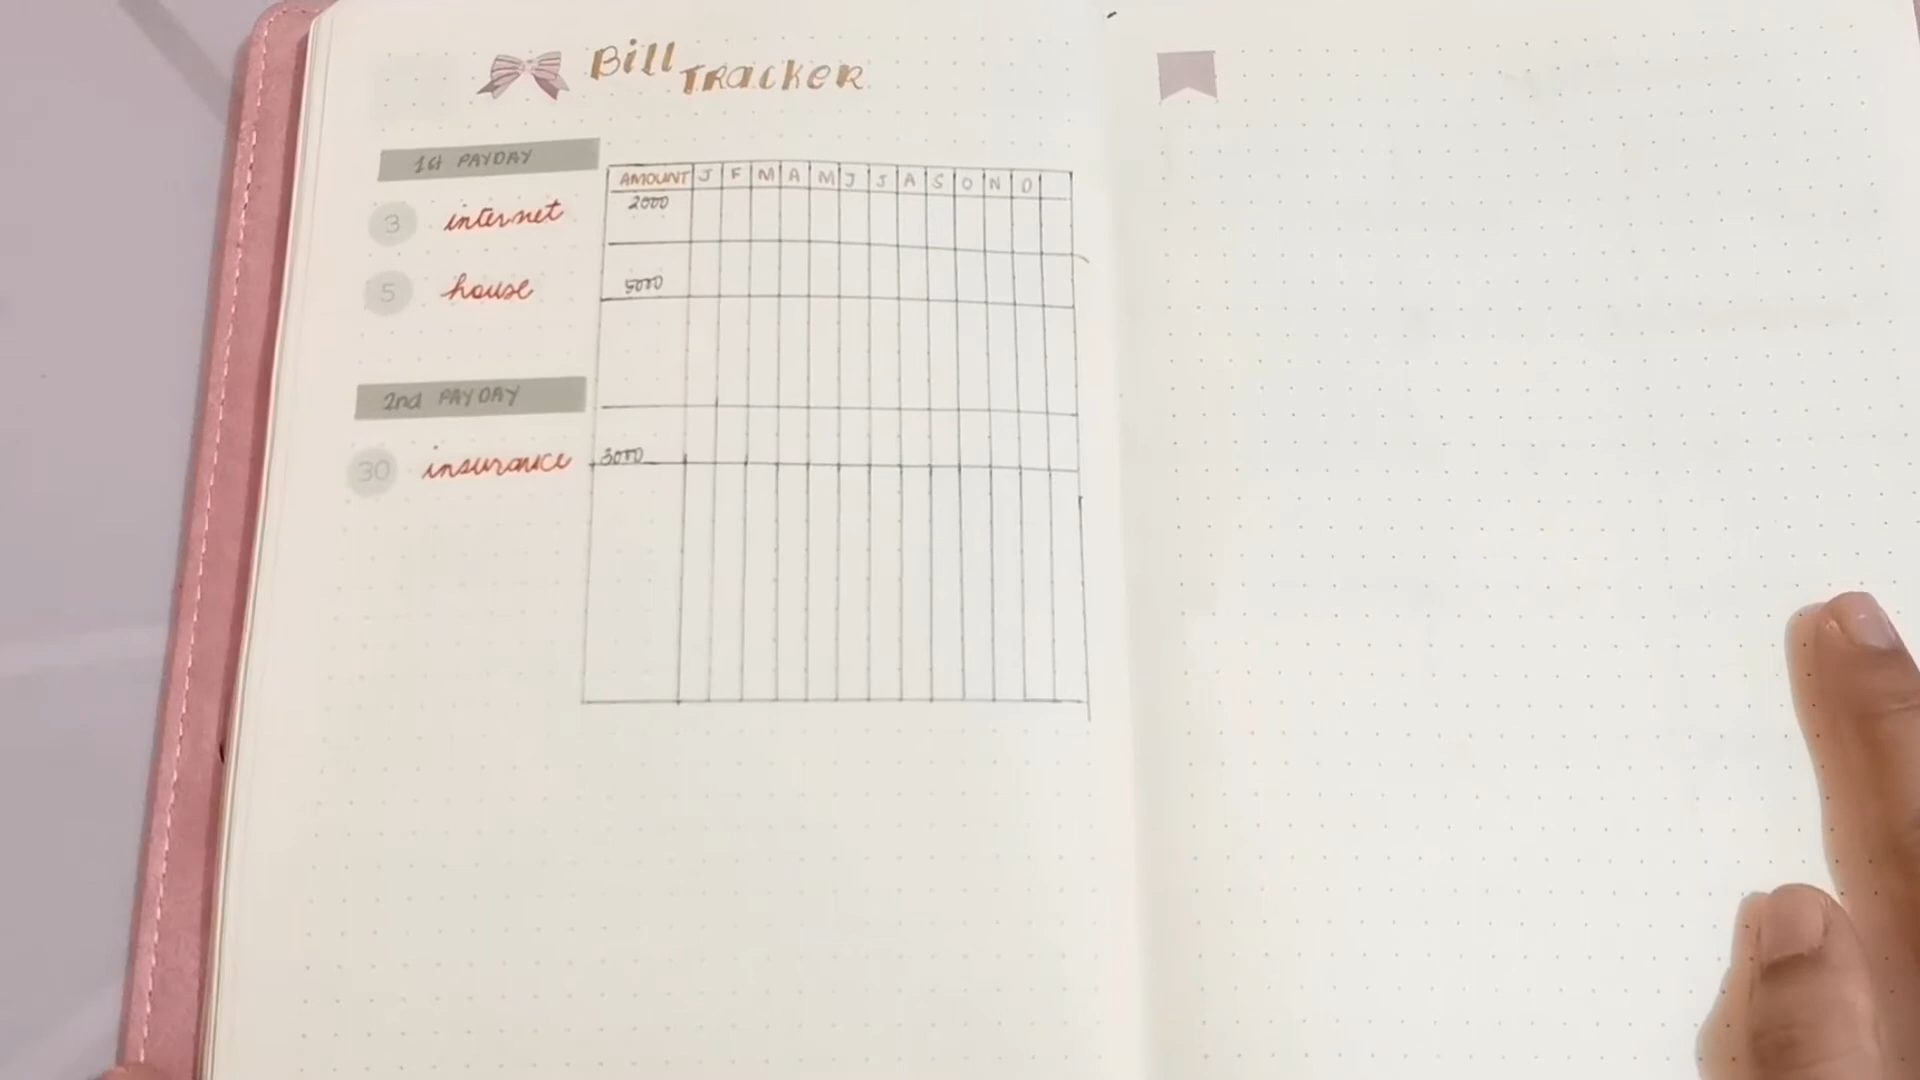 Bill
TRACKER
1st PAYDAY
AMOUNT J F M A M J J A S O N D
3 internet 2000
5 house 5000
2nd PAYDAY
30 insurance 3000